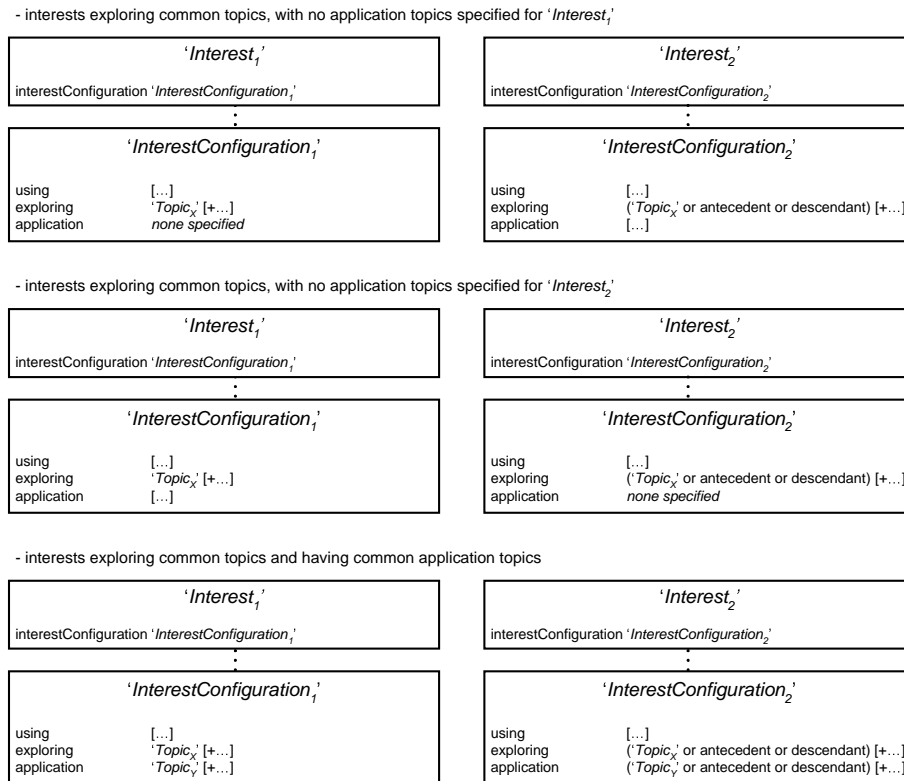 - interests exploring common topics, with no application topics specified for ‘Interest1’
‘Interest1’
interestConfiguration ‘InterestConfiguration1’
‘InterestConfiguration1’
using […]
exploring ‘TopicX’ [+…]
application none specified
‘Interest2’
interestConfiguration ‘InterestConfiguration2’
‘InterestConfiguration2’
using […]
exploring (‘TopicX’ or antecedent or descendant) [+…]
application […]
- interests exploring common topics, with no application topics specified for ‘Interest2’
‘Interest1’
interestConfiguration ‘InterestConfiguration1’
‘InterestConfiguration1’
using […]
exploring ‘TopicX’ [+…]
application […]
‘Interest2’
interestConfiguration ‘InterestConfiguration2’
‘InterestConfiguration2’
using […]
exploring (‘TopicX’ or antecedent or descendant) [+…]
application none specified
- interests exploring common topics and having common application topics
‘Interest1’
interestConfiguration ‘InterestConfiguration1’
‘InterestConfiguration1’
using […]
exploring ‘TopicX’ [+…]
application ‘TopicY’ [+…]
‘Interest2’
interestConfiguration ‘InterestConfiguration2’
‘InterestConfiguration2’
using […]
exploring (‘TopicX’ or antecedent or descendant) [+…]
application (‘TopicY’ or antecedent or descendant) [+…]